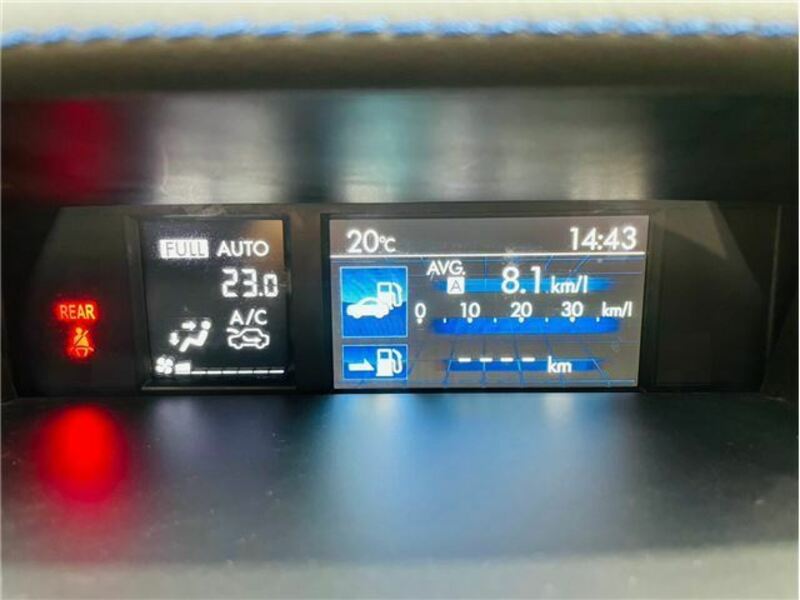 REAR
FULL AUTO
23.0
A/C
20°C 14:43
AVG.
A 8.1 km/l
0 10 20 30 km/l
---- km